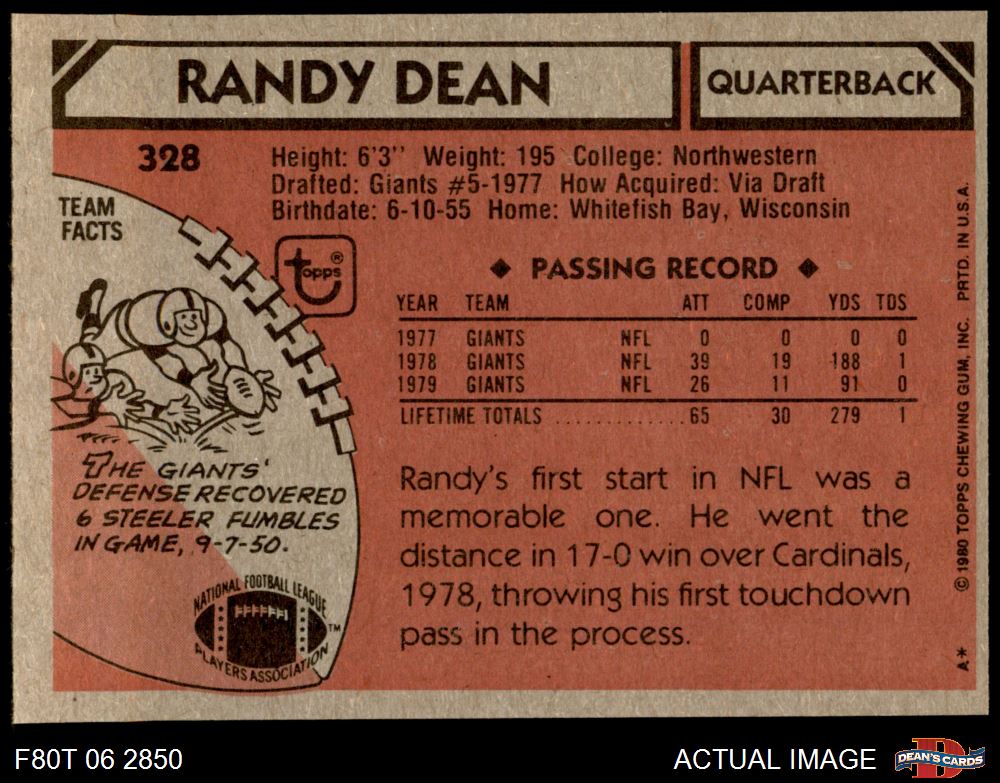 RANDY DEAN
QUARTERBACK
328
Height: 6'3" Weight: 195 College: Northwestern
Drafted: Giants #5-1977 How Acquired: Via Draft
Birthdate: 6-10-55 Home: Whitefish Bay, Wisconsin
TEAM
FACTS
topps ®
THE GIANTS'
DEFENSE RECOVERED
6 STEELER FUMBLES
IN GAME, 9-7-50.
NATIONAL FOOTBALL LEAGUE
PLAYERS ASSOCIATION
TM
◆ PASSING RECORD ◆
YEAR TEAM ATT COMP YDS TDS
1977 GIANTS NFL 0 0 0 0
1978 GIANTS NFL 39 19 188 1
1979 GIANTS NFL 26 11 91 0
LIFETIME TOTALS ............. 65 30 279 1
Randy's first start in NFL was a
memorable one. He went the
distance in 17-0 win over Cardinals,
1978, throwing his first touchdown
pass in the process.
© 1980 TOPPS CHEWING GUM, INC. PRTD. IN U.S.A.
A*
F80T 06 2850
ACTUAL IMAGE
D
DEAN'S CARDS